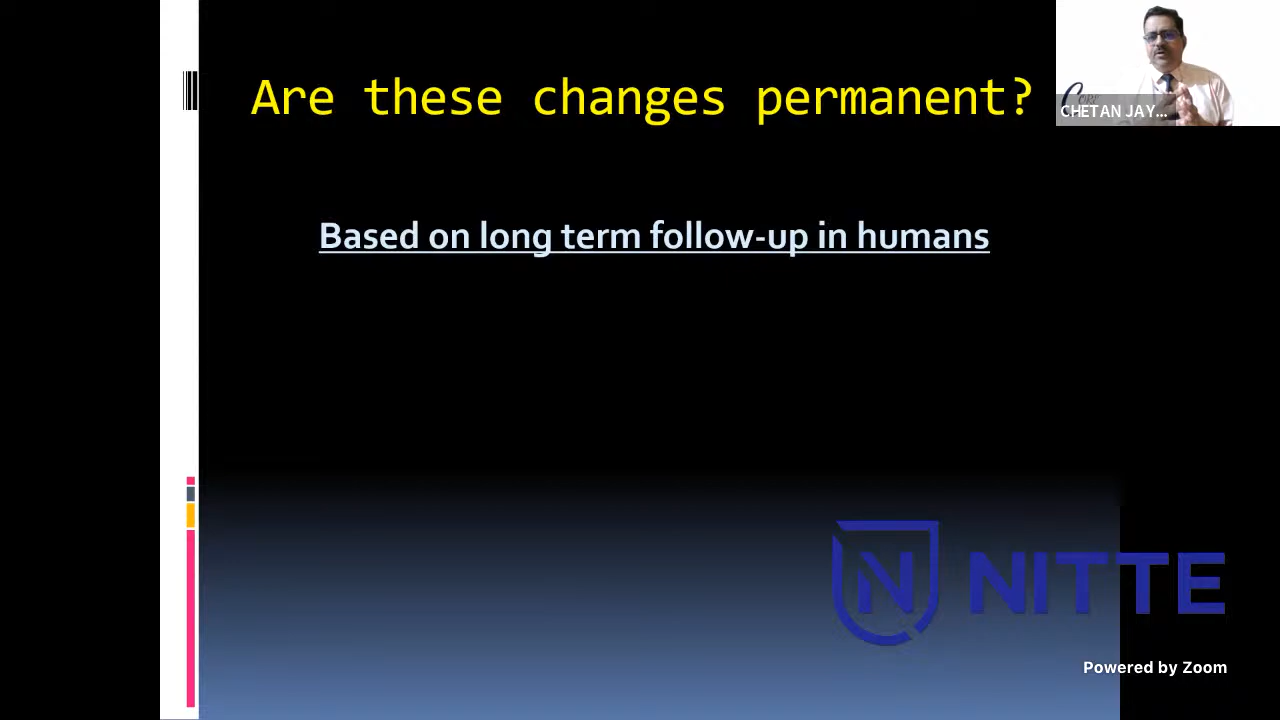 Are these changes permanent?
CHETAN JAY...
Based on long term follow-up in humans
N NITTE
Powered by Zoom